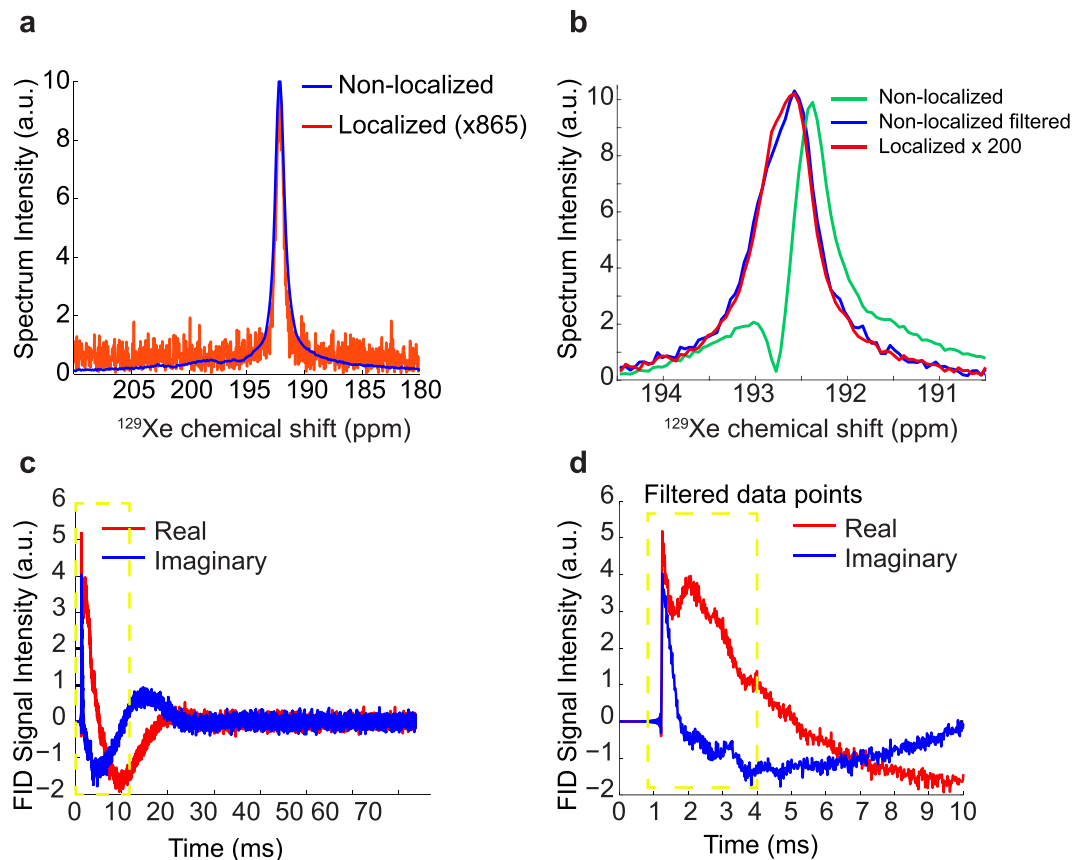 a
Spectrum Intensity (a.u.)
10
8
6
4
2
0
Non-localized
Localized (x865)
205 200 195 190 185 180
129Xe chemical shift (ppm)
b
Spectrum Intensity (a.u.)
10
8
6
4
2
0
Non-localized
Non-localized filtered
Localized x 200
194 193 192 191
129Xe chemical shift (ppm)
c
FID Signal Intensity (a.u.)
6
5
4
3
2
1
0
−1
−2
Real
Imaginary
0 10 20 30 40 50 60 70
Time (ms)
d
Filtered data points
FID Signal Intensity (a.u.)
6
5
4
3
2
1
0
−1
−2
Real
Imaginary
0 1 2 3 4 5 6 7 8 9 10
Time (ms)